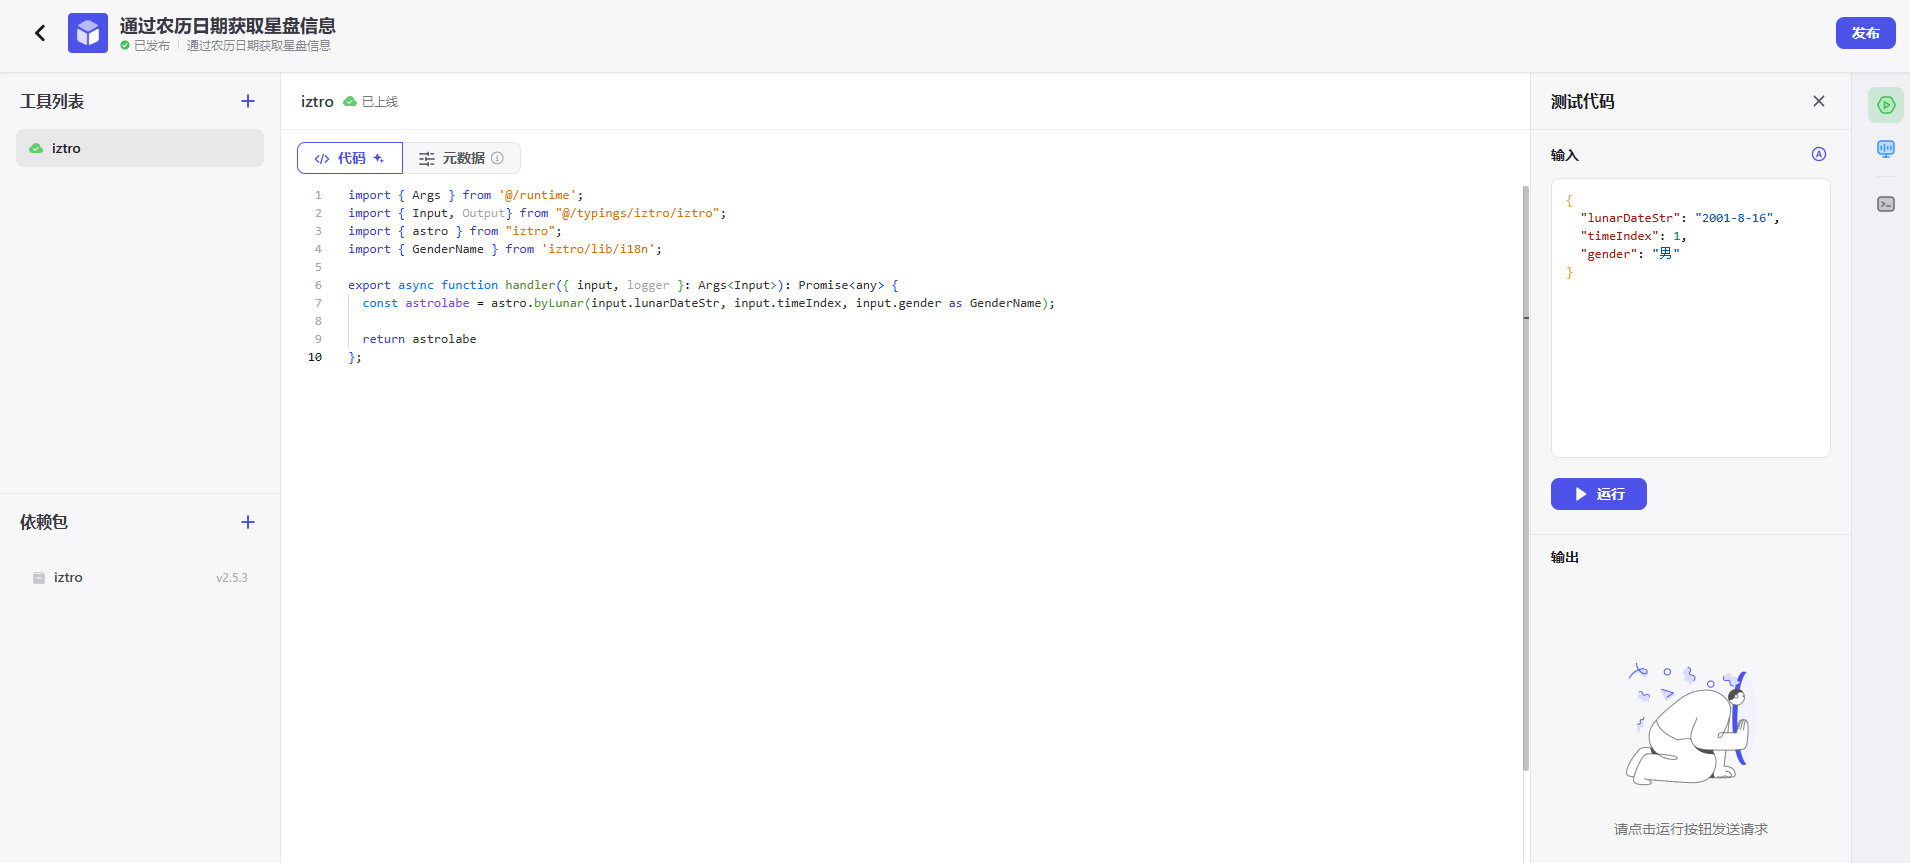 通过农历日期获取星盘信息
已发布 通过农历日期获取星盘信息
发布
工具列表
iztro
依赖包
iztro v2.5.3
iztro 已上线
代码 元数据
1 import { Args } from '@/runtime';
2 import { Input, Output} from "@/typings/iztro/iztro";
3 import { astro } from "iztro";
4 import { GenderName } from 'iztro/lib/i18n';
5
6 export async function handler({ input, logger }: Args<Input>): Promise<any> {
7 const astrolabe = astro.byLunar(input.lunarDateStr, input.timeIndex, input.gender as GenderName);
8
9 return astrolabe
10 };
测试代码
输入
{
"lunarDateStr": "2001-8-16",
"timeIndex": 1,
"gender": "男"
}
运行
输出
请点击运行按钮发送请求